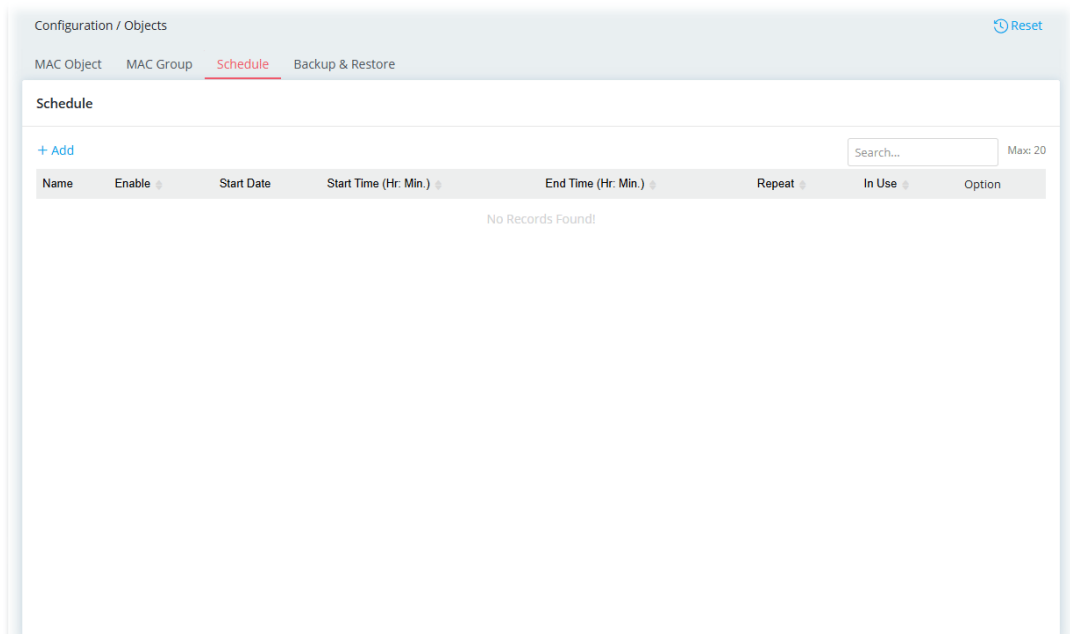 Configuration / Objects
Reset
MAC Object MAC Group Schedule Backup & Restore
Schedule
+ Add
Search...
Max: 20
Name Enable Start Date Start Time (Hr: Min.) End Time (Hr: Min.) Repeat In Use Option
No Records Found!